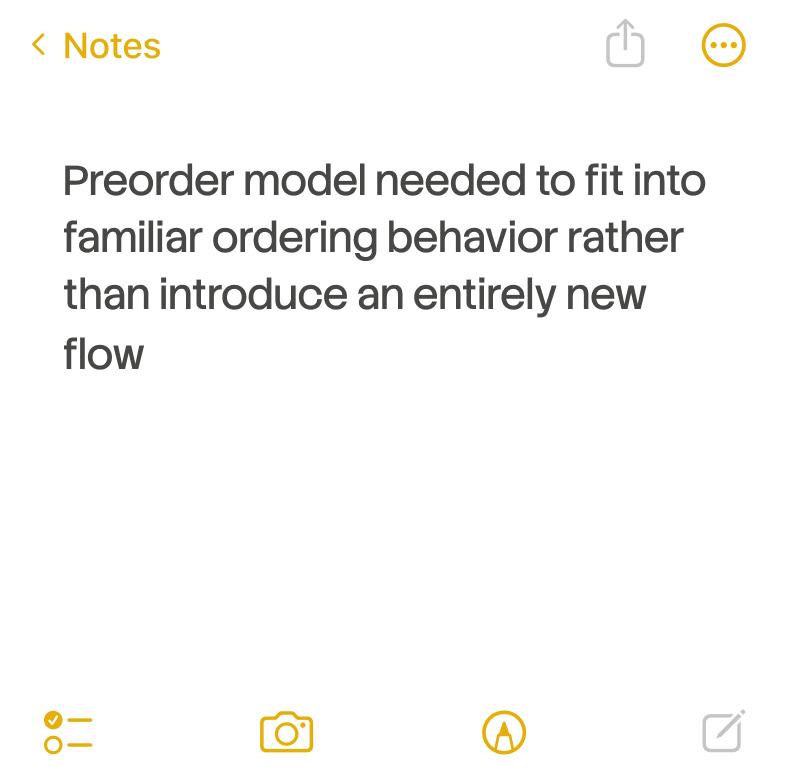 Notes
Preorder model needed to fit into
familiar ordering behavior rather
than introduce an entirely new
flow